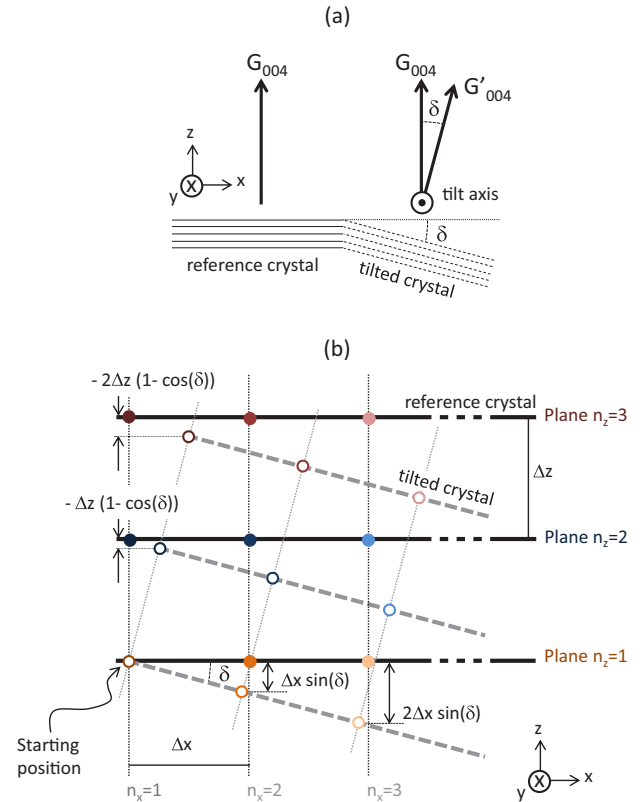 (a)
G004 G004 G'004
δ
z
y X x
tilt axis
δ
reference crystal
tilted crystal
(b)
- 2Δz (1- cos(δ))
reference crystal
Plane nz=3
tilted crystal
Δz
- Δz (1- cos(δ))
Plane nz=2
Plane nz=1
δ
Δx sin(δ)
2Δx sin(δ)
Starting
position
Δx
z
y X x
nx=1 nx=2 nx=3